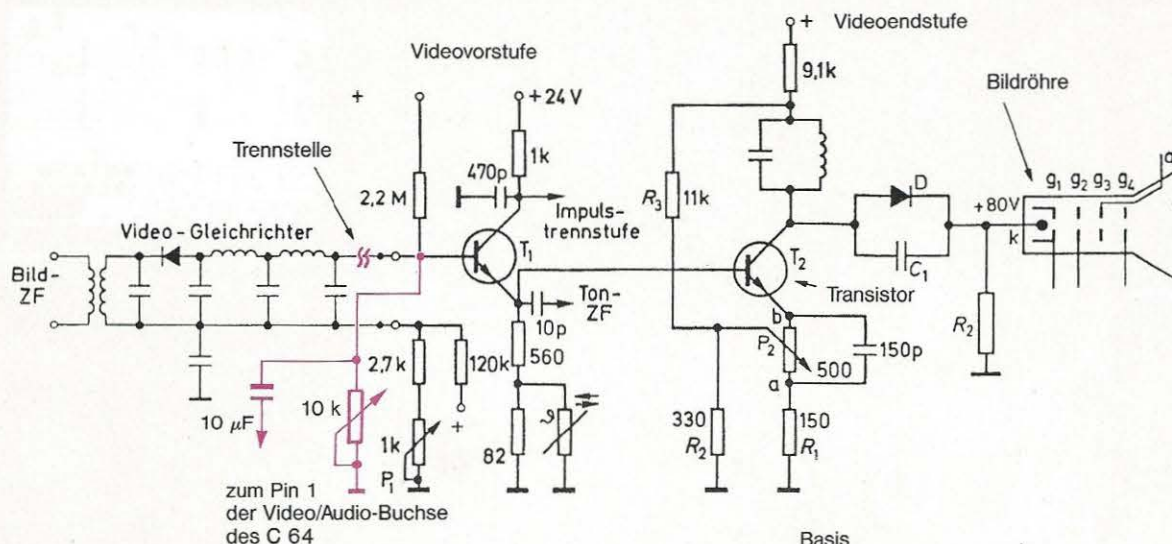 Videovorstufe
+ Videoendstufe
Bildröhre
Trennstelle
+
+ 24 V
1k
470p
2,2 M
Impuls-
trennstufe
T1
9,1k
R3 11k
D
C1
T2
Transistor
+80V
k
g1 g2 g3 g4
a
R2
Video-Gleichrichter
Bild-
ZF
Ton-
ZF
10p
560
82
ϑ
2,7k
120k
+
1k
P1
10 k
10 µF
zum Pin 1
der Video/Audio-Buchse
des C 64
b
P2
500
150p
a
330
R2
150
R1
Basis